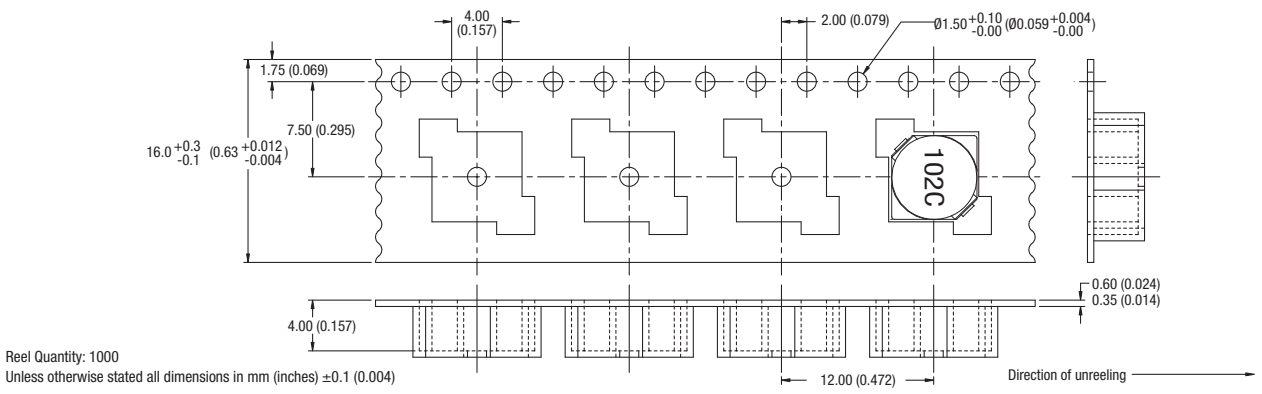 4.00
(0.157)
2.00 (0.079)
Ø1.50 +0.10 -0.00 (Ø0.059 +0.004 -0.00)
1.75 (0.069)
7.50 (0.295)
16.0 +0.3 -0.1 (0.63 +0.012 -0.004)
102C
0.60 (0.024)
0.35 (0.014)
4.00 (0.157)
12.00 (0.472)
Reel Quantity: 1000
Unless otherwise stated all dimensions in mm (inches) ±0.1 (0.004)
Direction of unreeling